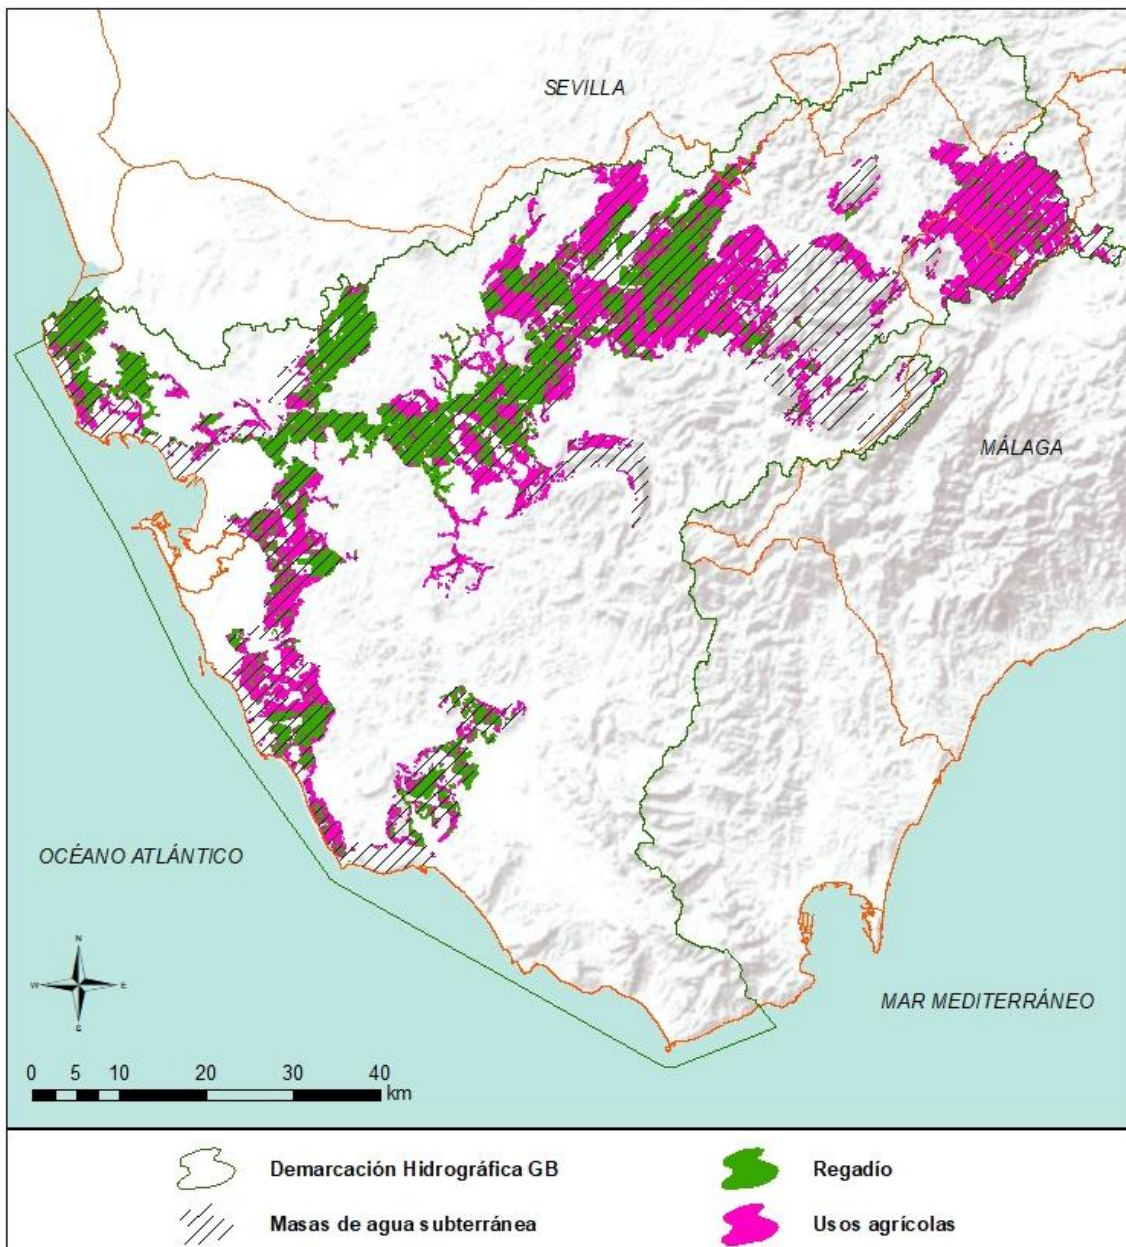 SEVILLA
MÁLAGA
OCÉANO ATLÁNTICO
N
W E
S
MAR MEDITERRÁNEO
0 5 10 20 30 40
km
Demarcación Hidrográfica GB
Regadío
Masas de agua subterránea
Usos agrícolas